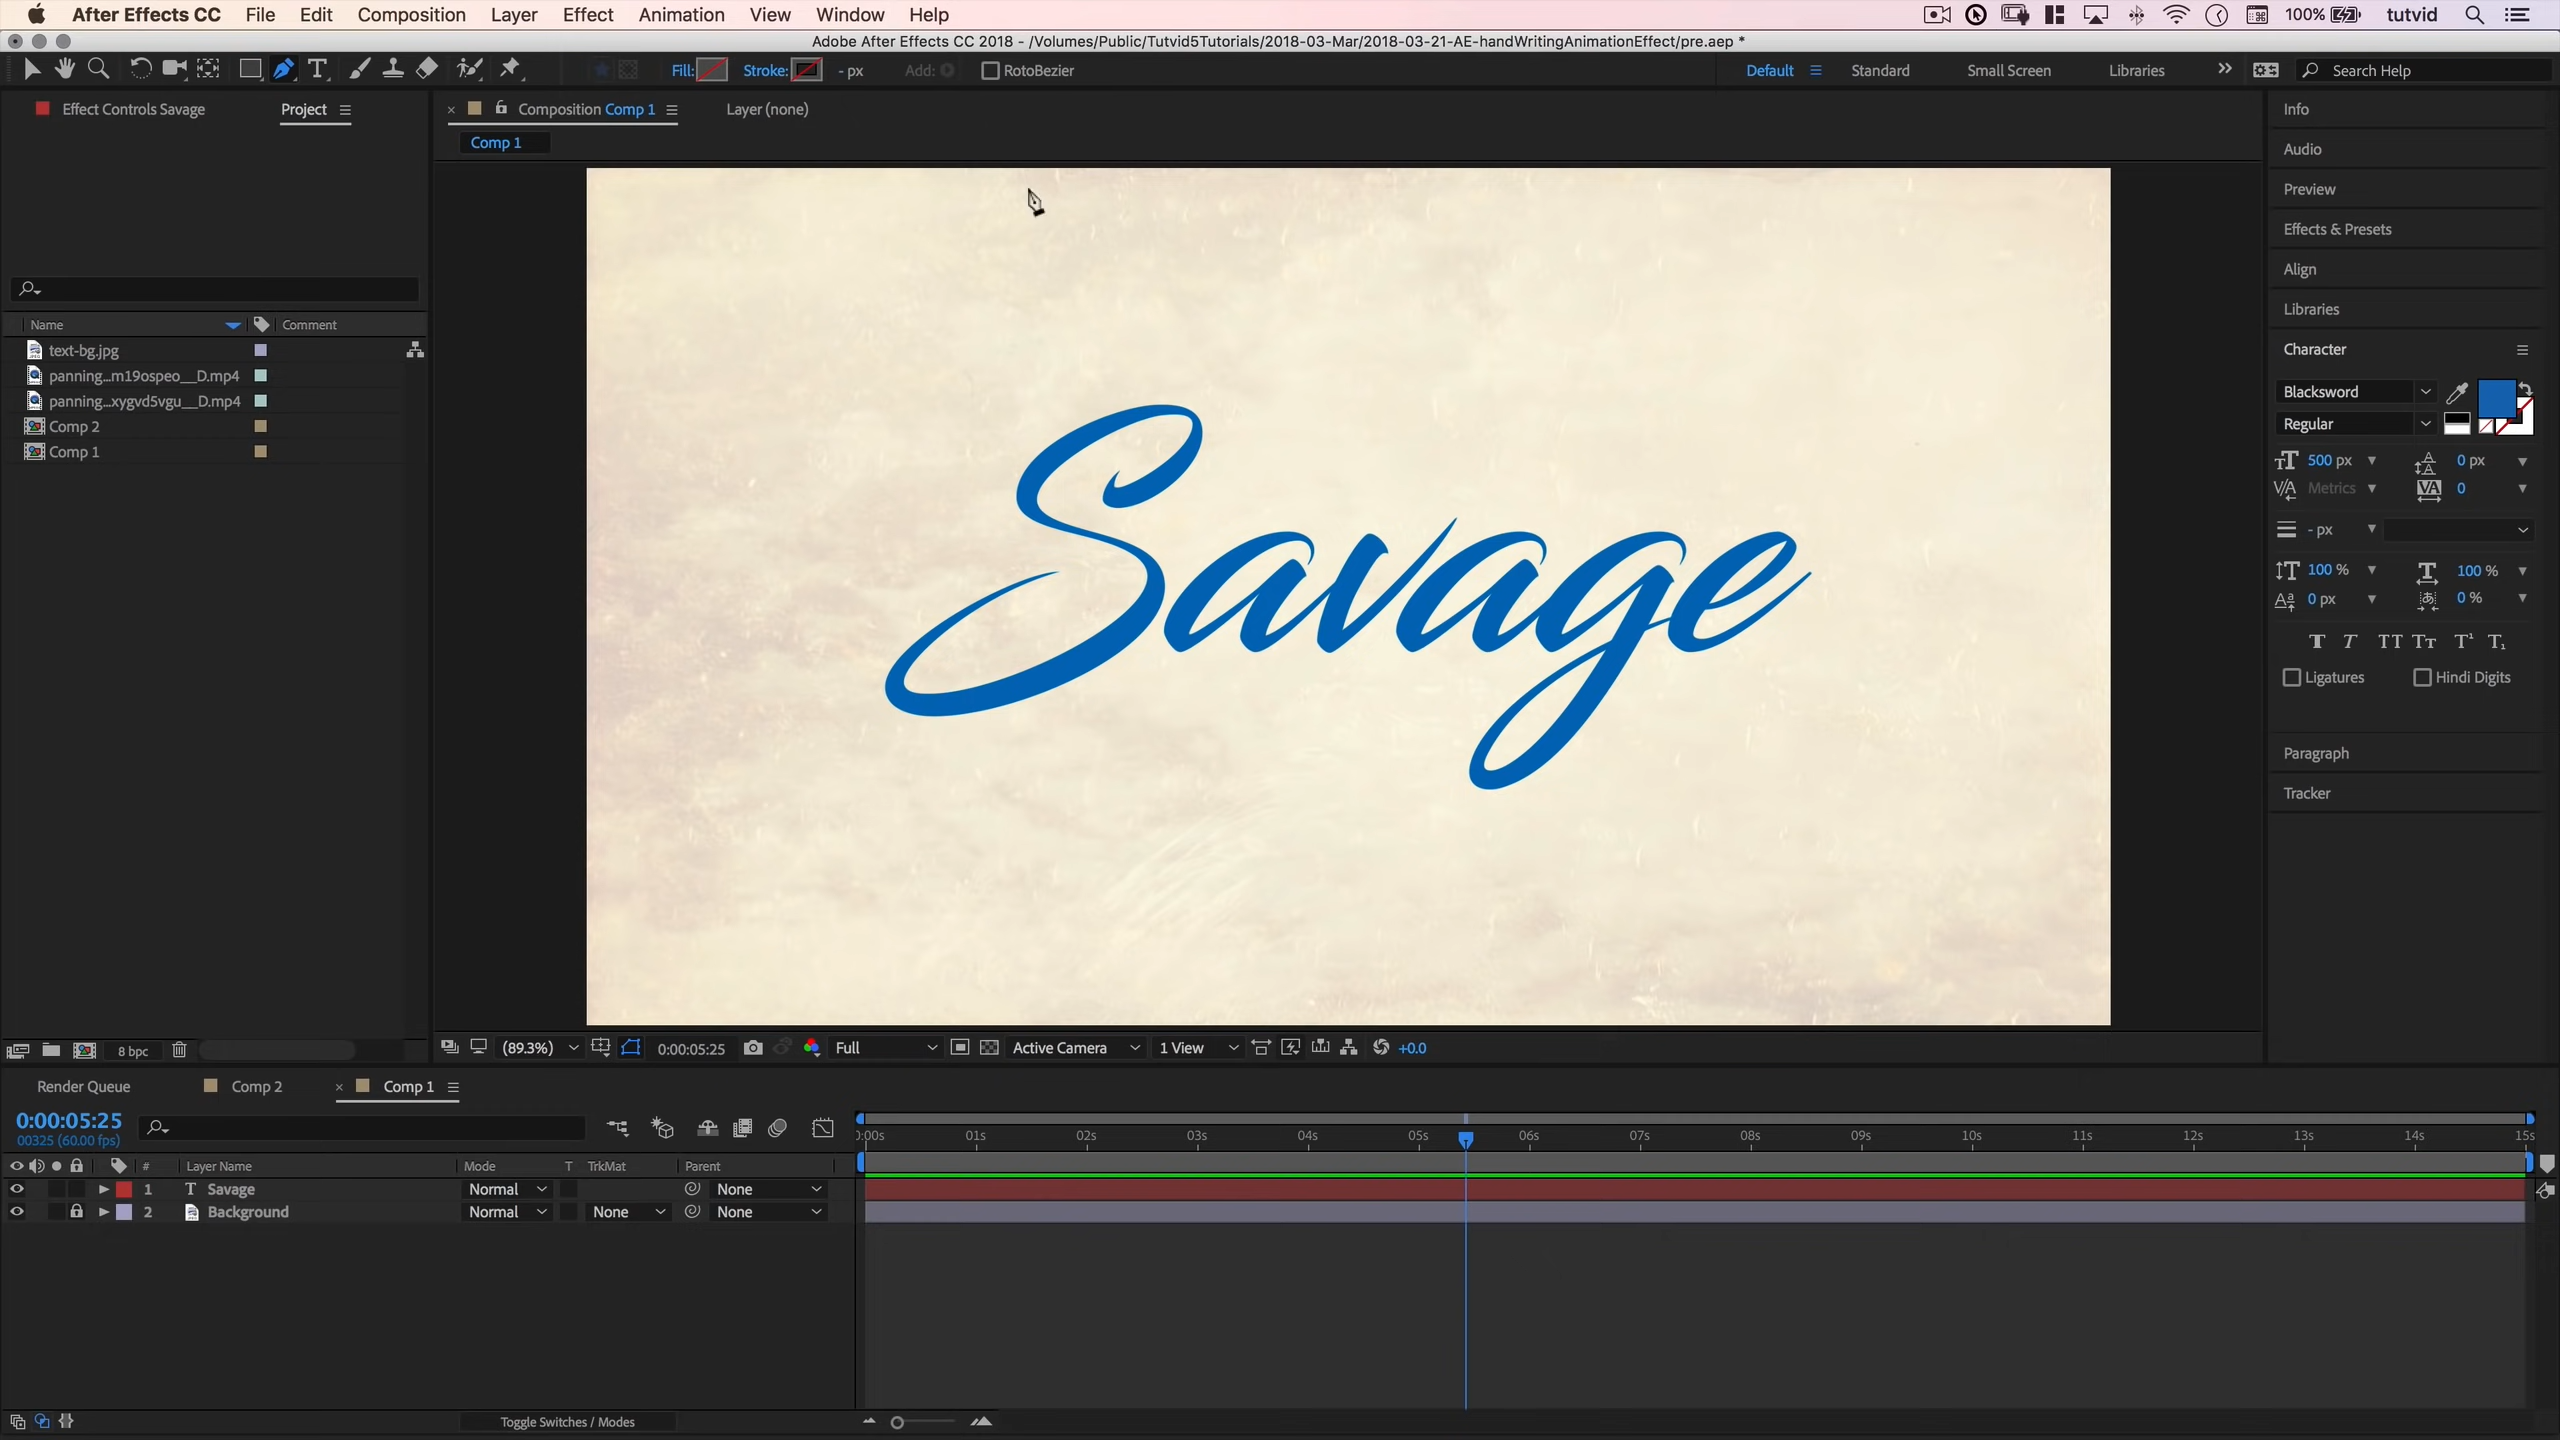 After Effects CC File Edit Composition Layer Effect Animation View Window Help 100% tutvid
Adobe After Effects CC 2018 - /Volumes/Public/Tutvid5Tutorials/2018-03-Mar/2018-03-21-AE-handWritingAnimationEffect/pre.aep *
Fill: Stroke: - px Add: RotoBezier Default Standard Small Screen Libraries Search Help
Effect Controls Savage Project
Composition Comp 1 Layer (none)
Comp 1
Name Comment
text-bg.jpg
panning...m19ospeo__D.mp4
panning...xygvd5vgu__D.mp4
Comp 2
Comp 1
8 bpc
Savage
Info
Audio
Preview
Effects & Presets
Align
Libraries
Character
Blacksword
Regular
500 px 0 px
Metrics 0
- px
100 % 100 %
0 px 0 %
T T TT Tт T¹ T₁
Ligatures Hindi Digits
Paragraph
Tracker
(89.3%) 0:00:05:25 Full Active Camera 1 View +0.0
Render Queue Comp 2 Comp 1
0:00:05:25
00325 (60.00 fps)
0:00s 01s 02s 03s 04s 05s 06s 07s 08s 09s 10s 11s 12s 13s 14s 15s
# Layer Name Mode T TrkMat Parent
1 T Savage Normal None
2 Background Normal None None
Toggle Switches / Modes